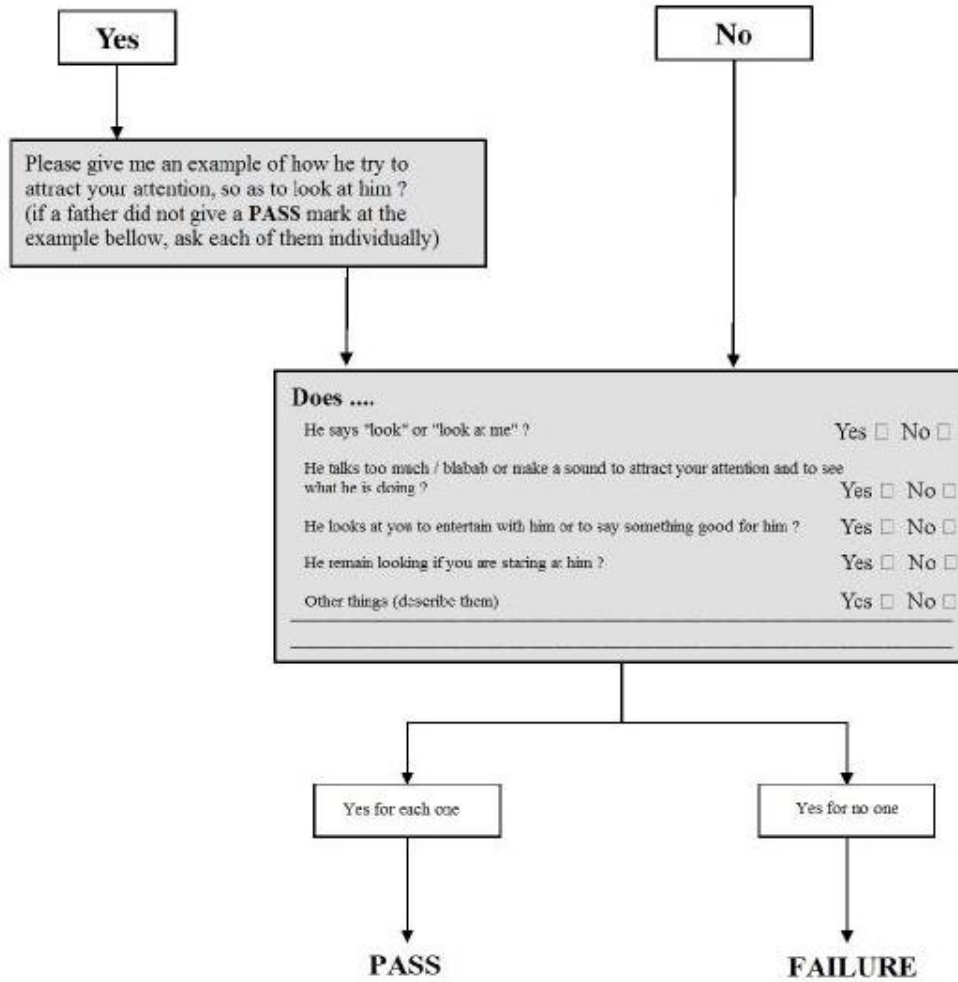 Yes
No
Please give me an example of how he try to
attract your attention, so as to look at him ?
(if a father did not give a PASS mark at the
example bellow, ask each of them individually)
Does ....
He says "look" or "look at me" ? Yes □ No □
He talks too much / blabab or make a sound to attract your attention and to see
what he is doing ? Yes □ No □
He looks at you to entertain with him or to say something good for him ? Yes □ No □
He remain looking if you are staring at him ? Yes □ No □
Other things (describe them) Yes □ No □
Yes for each one
Yes for no one
PASS
FAILURE